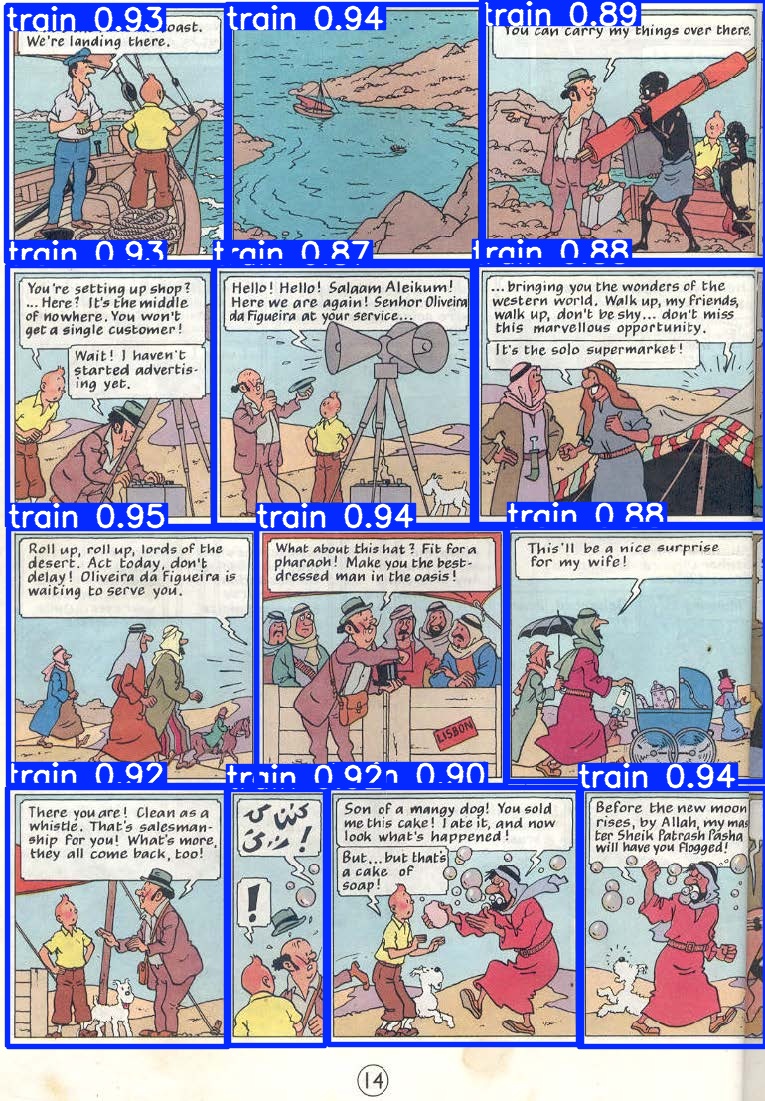 train 0.93
oast.
We're landing there.
train 0.94
train 0.89
You can carry my things over there.
train 0.93
You're setting up shop?
... Here? It's the middle
of nowhere. You won't
get a single customer!
Wait! I haven't
started advertis-
ing yet.
train 0.87
Hello! Hello! Salaam Aleikum!
Here we are again! Senhor Oliveira
da Figueira at your service...
train 0.88
...bringing you the wonders of the
western world. Walk up, my friends,
walk up, don't be shy... don't miss
this marvellous opportunity.
It's the solo supermarket!
train 0.95
Roll up, roll up, lords of the
desert. Act today, don't
delay! Oliveira da Figueira is
waiting to serve you.
train 0.94
What about this hat? Fit for a
pharaoh! Make you the best-
dressed man in the oasis!
LISBON
train 0.88
This'll be a nice surprise
for my wife!
train 0.92
There you are! Clean as a
whistle. That's salesman-
ship for you! What's more,
they all come back, too!
train 0.92
!
n 0.90
Son of a mangy dog! You sold
me this cake! I ate it, and now
look what's happened!
But...but that's
a cake of
soap!
train 0.94
Before the new moon
rises, by Allah, my mas
ter Sheik Patrash Pasha
will have you flogged!
14